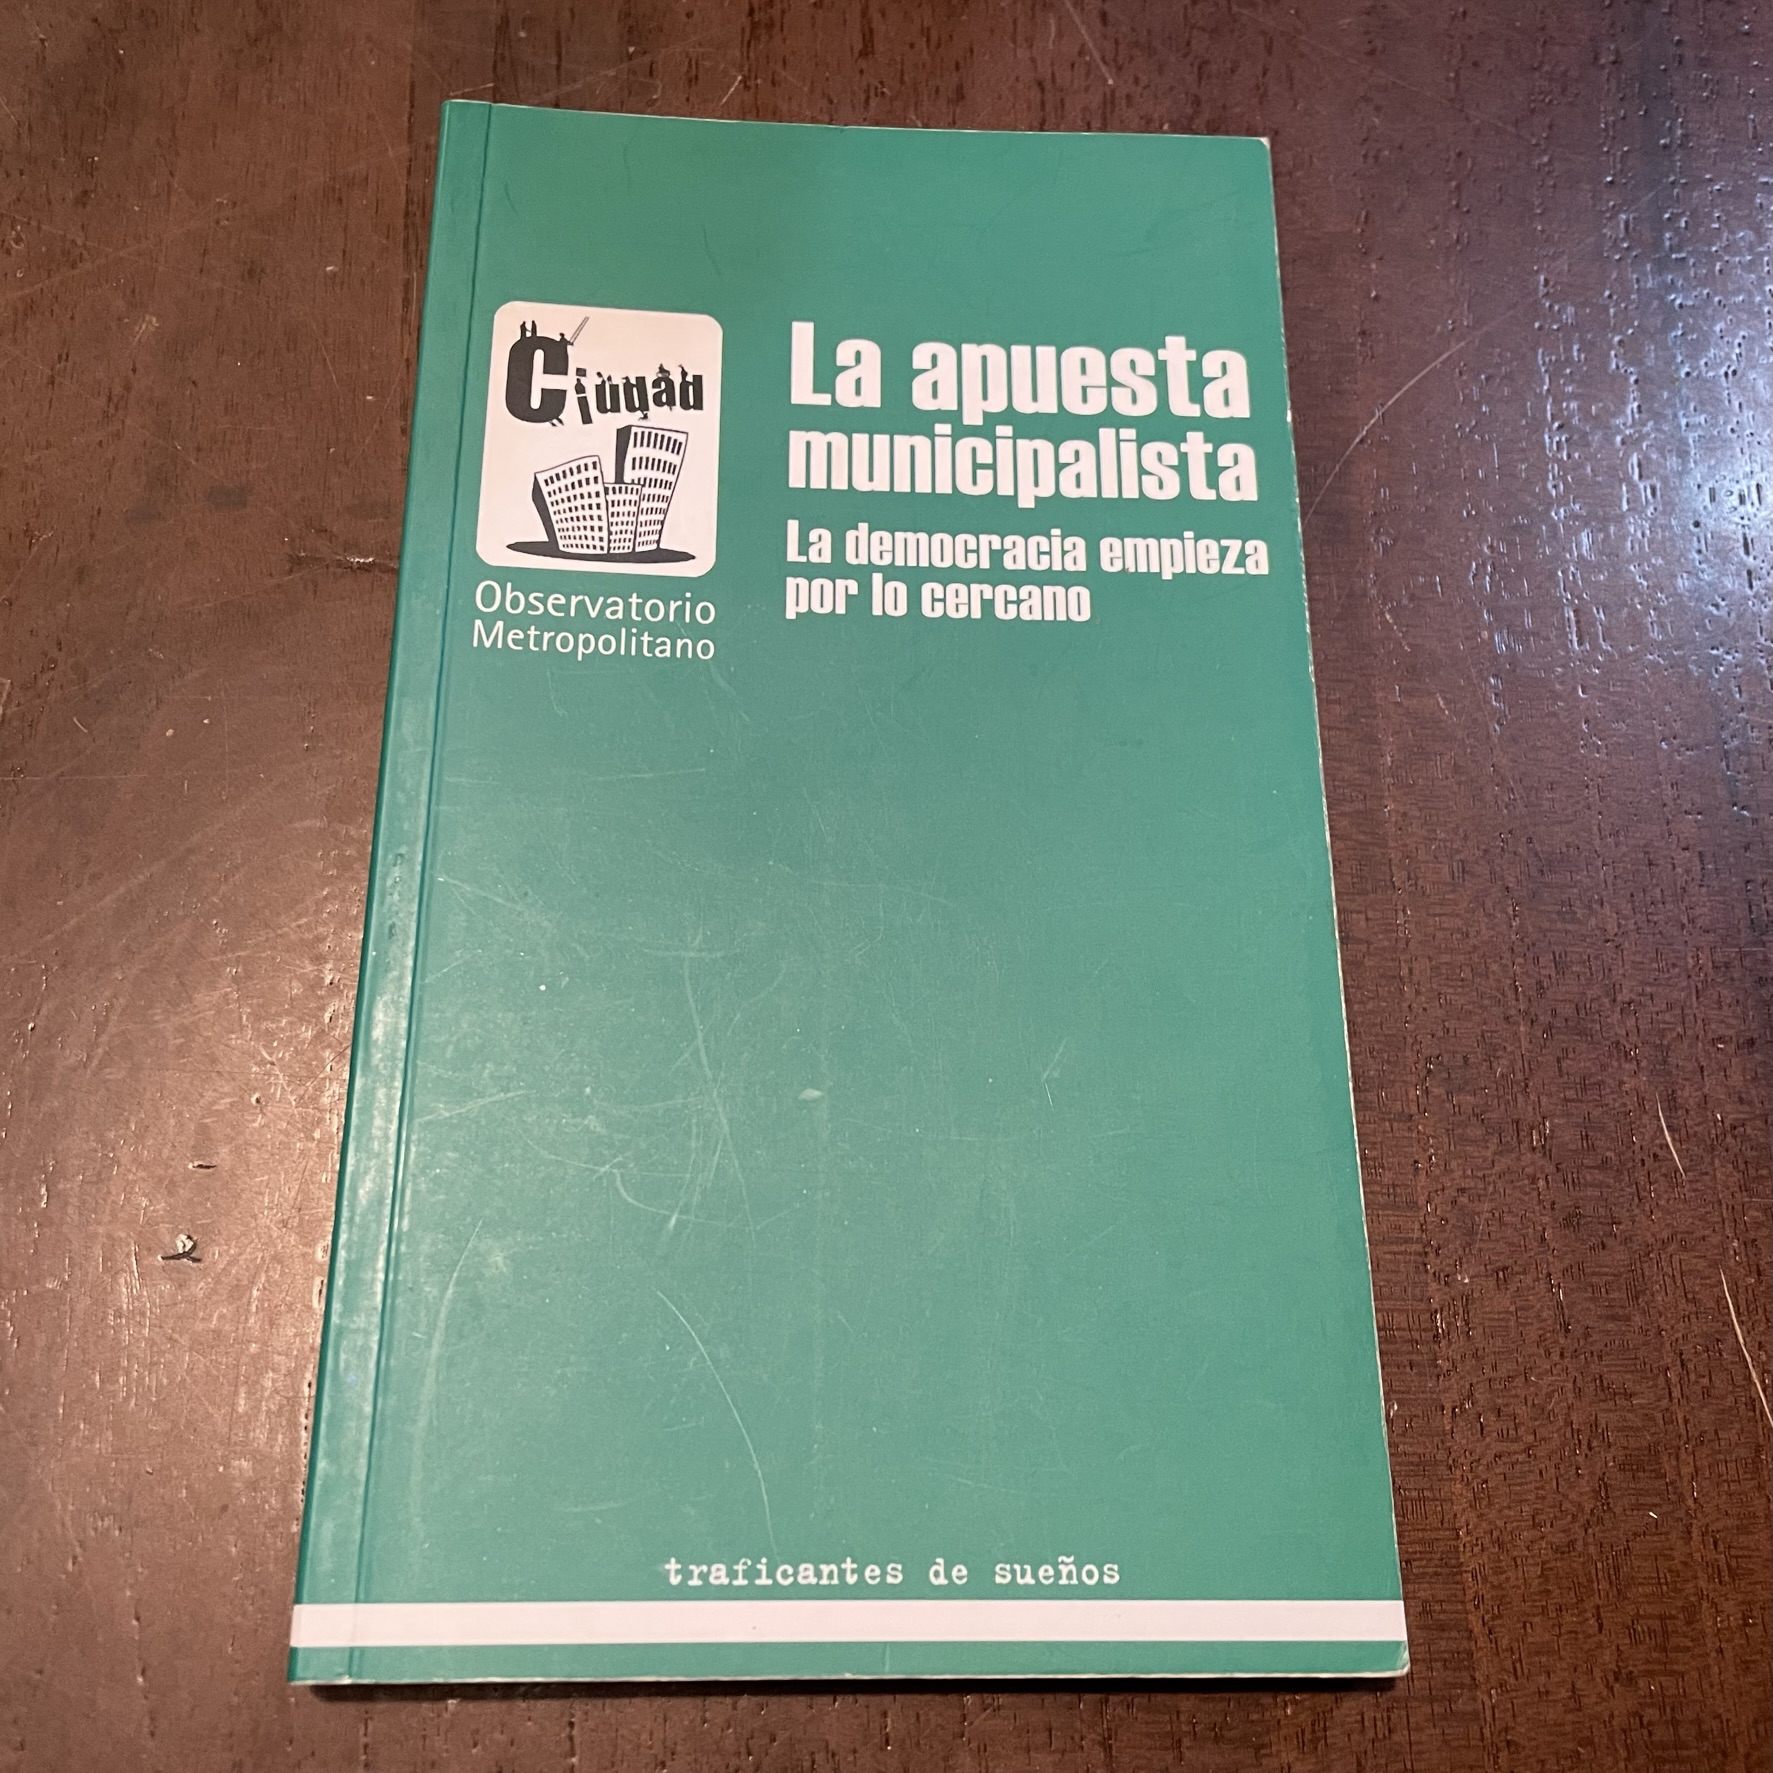 Ciudad
Observatorio
Metropolitano
La apuesta
municipalista
La democracia empieza
por lo cercano
traficantes de sueños